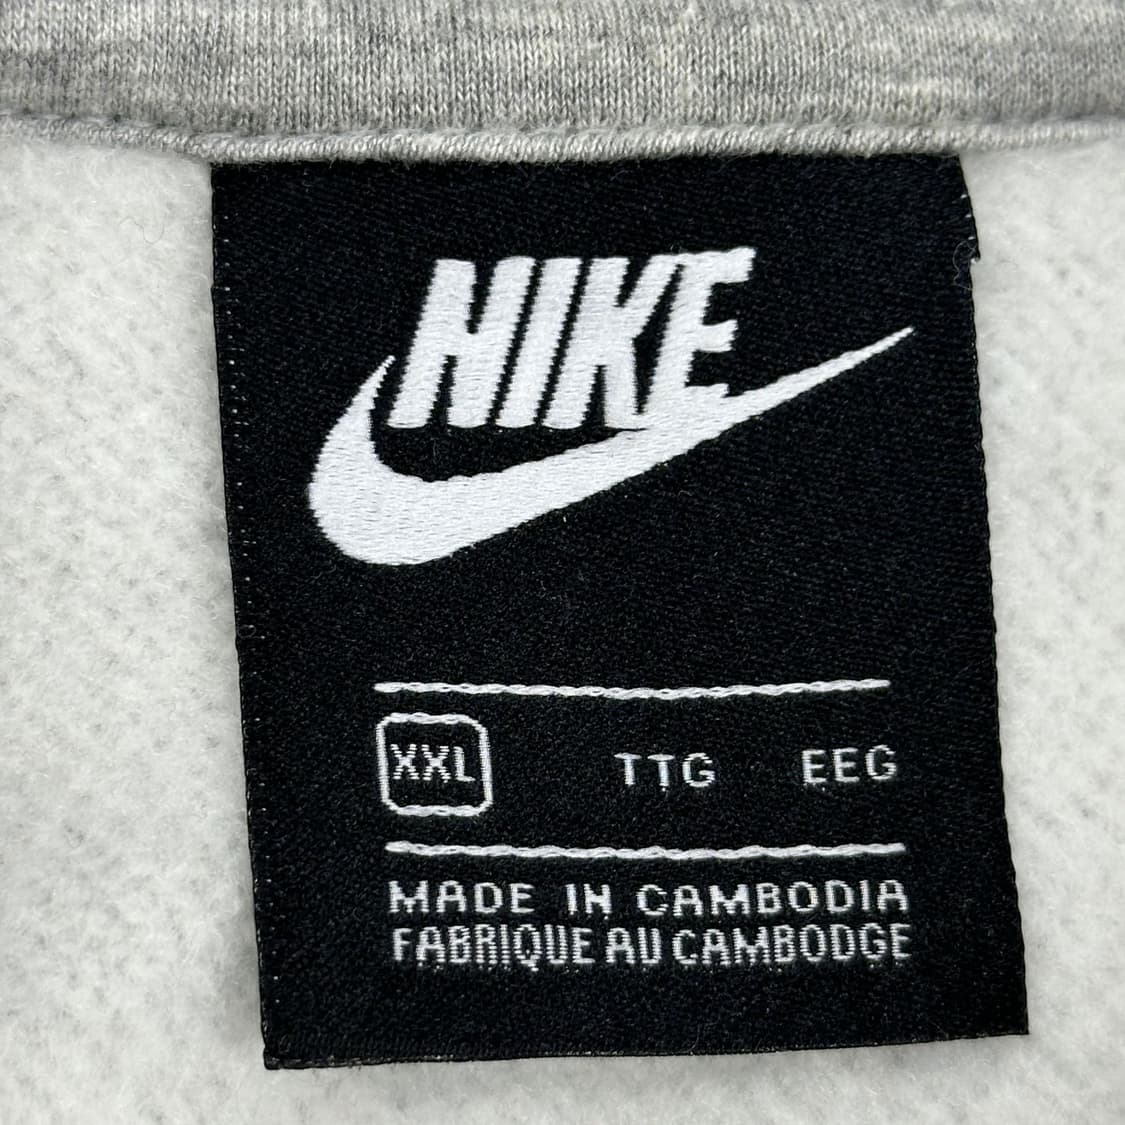 NIKE
XXL TTG EEG
MADE IN CAMBODIA
FABRIQUE AU CAMBODGE